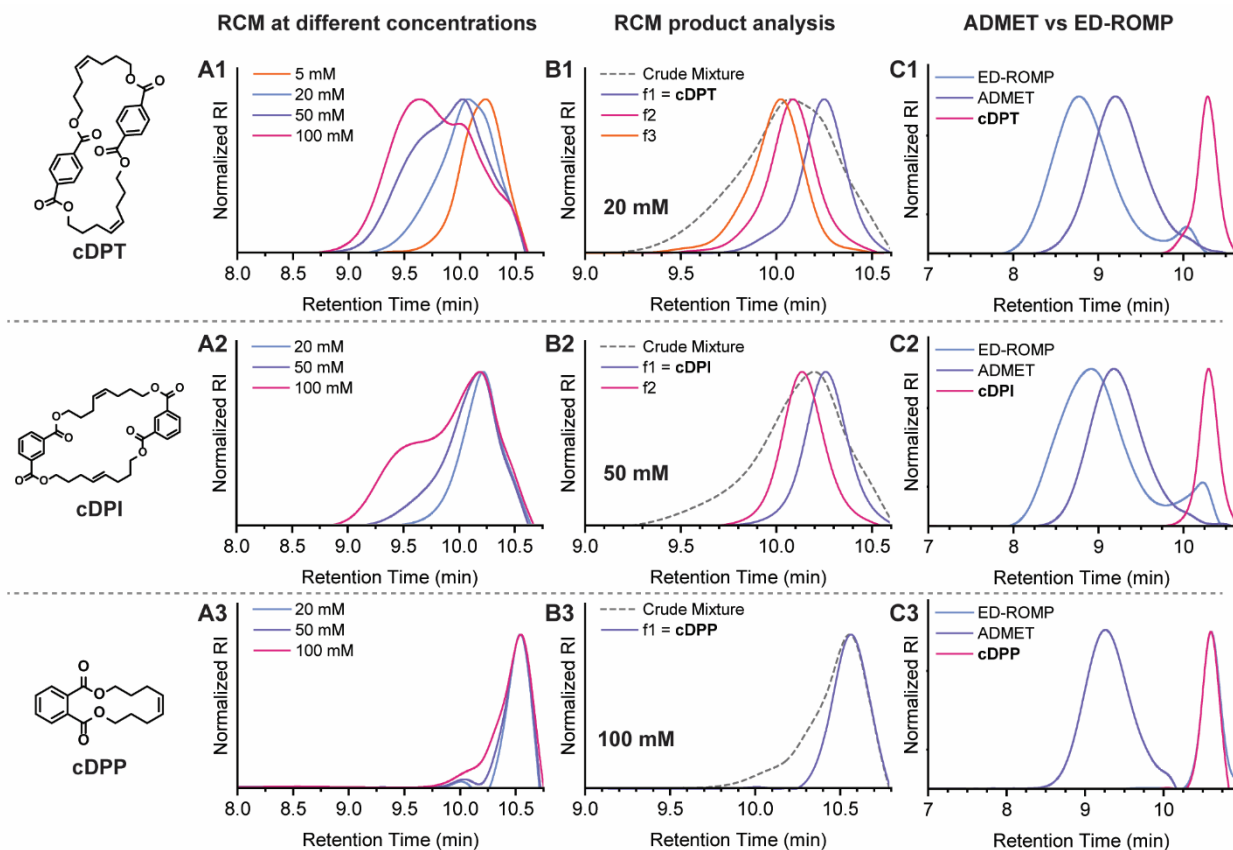 RCM at different concentrations
RCM product analysis
ADMET vs ED-ROMP
A1
5 mM
20 mM
50 mM
100 mM
Normalized RI
8.0 8.5 9.0 9.5 10.0 10.5
Retention Time (min)
B1
Crude Mixture
f1 = cDPT
f2
f3
20 mM
Normalized RI
9.0 9.5 10.0 10.5
Retention Time (min)
C1
ED-ROMP
ADMET
cDPT
Normalized RI
7 8 9 10
Retention Time (min)
O
O
O
O
O
O
O
O
cDPT
A2
20 mM
50 mM
100 mM
Normalized RI
8.0 8.5 9.0 9.5 10.0 10.5
Retention Time (min)
B2
Crude Mixture
f1 = cDPI
f2
50 mM
Normalized RI
9.0 9.5 10.0 10.5
Retention Time (min)
C2
ED-ROMP
ADMET
cDPI
Normalized RI
7 8 9 10
Retention Time (min)
O
O
O
O
O
O
O
O
cDPI
A3
20 mM
50 mM
100 mM
Normalized RI
8.0 8.5 9.0 9.5 10.0 10.5
Retention Time (min)
B3
Crude Mixture
f1 = cDPP
100 mM
Normalized RI
9.0 9.5 10.0 10.5
Retention Time (min)
C3
ED-ROMP
ADMET
cDPP
Normalized RI
7 8 9 10
Retention Time (min)
O
O
O
O
cDPP